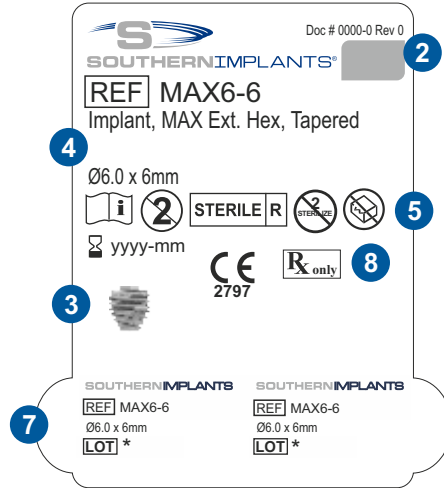 Doc # 0000-0 Rev 0
2
S
SOUTHERNIMPLANTS®
REF MAX6-6
Implant, MAX Ext. Hex, Tapered
4
Ø6.0 x 6mm
i 2 STERILE R 2 STERILIZE
5
yyyy-mm
CE
2797
Rx only
8
3
SOUTHERNIMPLANTS SOUTHERNIMPLANTS
REF MAX6-6 REF MAX6-6
7
Ø6.0 x 6mm Ø6.0 x 6mm
LOT * LOT *